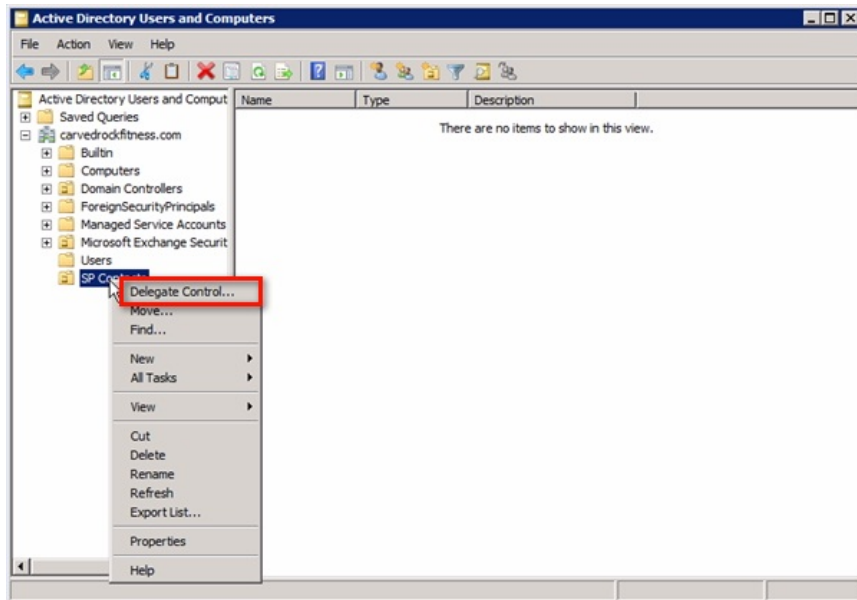 Active Directory Users and Computers
File Action View Help
Active Directory Users and Comput
Name Type Description
Saved Queries
There are no items to show in this view.
carvedrockfitness.com
Builtin
Computers
Domain Controllers
ForeignSecurityPrincipals
Managed Service Accounts
Microsoft Exchange Securit
Users
SP
Delegate Control...
Move...
Find...
New
All Tasks
View
Cut
Delete
Rename
Refresh
Export List...
Properties
Help